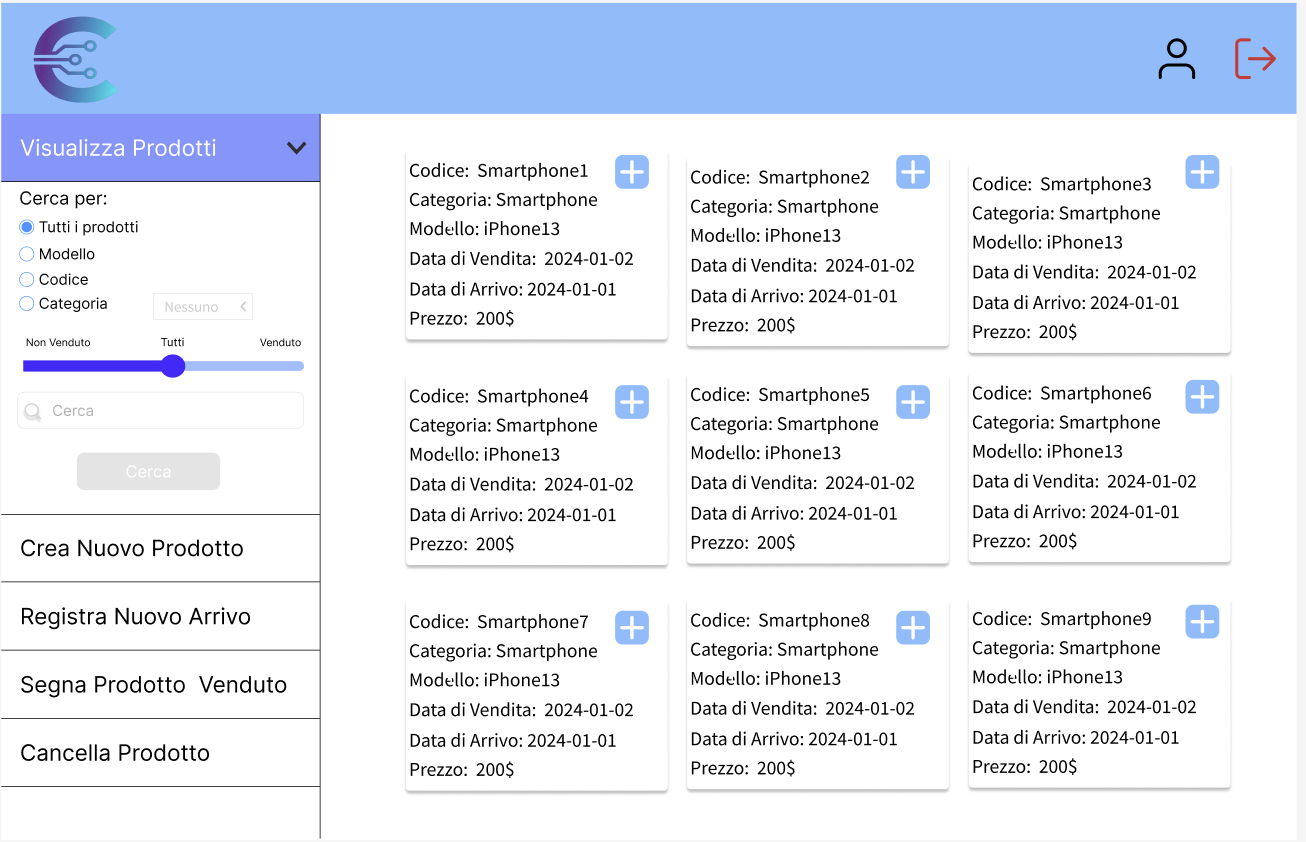 Visualizza Prodotti
Cerca per:
Tutti i prodotti
Modello
Codice
Categoria
Nessuno
Non Venduto Tutti Venduto
Cerca
Cerca
Crea Nuovo Prodotto
Registra Nuovo Arrivo
Segna Prodotto Venduto
Cancella Prodotto
Codice: Smartphone1
Categoria: Smartphone
Modello: iPhone13
Data di Vendita: 2024-01-02
Data di Arrivo: 2024-01-01
Prezzo: 200$
Codice: Smartphone2
Categoria: Smartphone
Modello: iPhone13
Data di Vendita: 2024-01-02
Data di Arrivo: 2024-01-01
Prezzo: 200$
Codice: Smartphone3
Categoria: Smartphone
Modello: iPhone13
Data di Vendita: 2024-01-02
Data di Arrivo: 2024-01-01
Prezzo: 200$
Codice: Smartphone4
Categoria: Smartphone
Modello: iPhone13
Data di Vendita: 2024-01-02
Data di Arrivo: 2024-01-01
Prezzo: 200$
Codice: Smartphone5
Categoria: Smartphone
Modello: iPhone13
Data di Vendita: 2024-01-02
Data di Arrivo: 2024-01-01
Prezzo: 200$
Codice: Smartphone6
Categoria: Smartphone
Modello: iPhone13
Data di Vendita: 2024-01-02
Data di Arrivo: 2024-01-01
Prezzo: 200$
Codice: Smartphone7
Categoria: Smartphone
Modello: iPhone13
Data di Vendita: 2024-01-02
Data di Arrivo: 2024-01-01
Prezzo: 200$
Codice: Smartphone8
Categoria: Smartphone
Modello: iPhone13
Data di Vendita: 2024-01-02
Data di Arrivo: 2024-01-01
Prezzo: 200$
Codice: Smartphone9
Categoria: Smartphone
Modello: iPhone13
Data di Vendita: 2024-01-02
Data di Arrivo: 2024-01-01
Prezzo: 200$